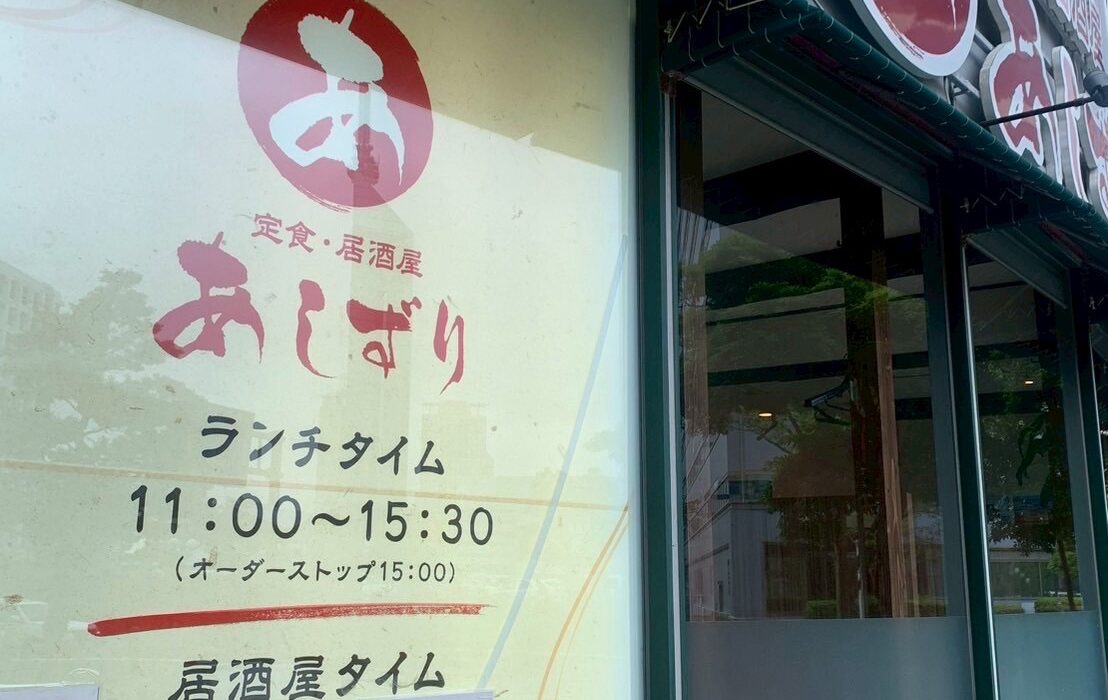 あ
定食・居酒屋
あしずり
ランチタイム
11:00～15:30
(オーダーストップ15:00)
居酒屋タイム